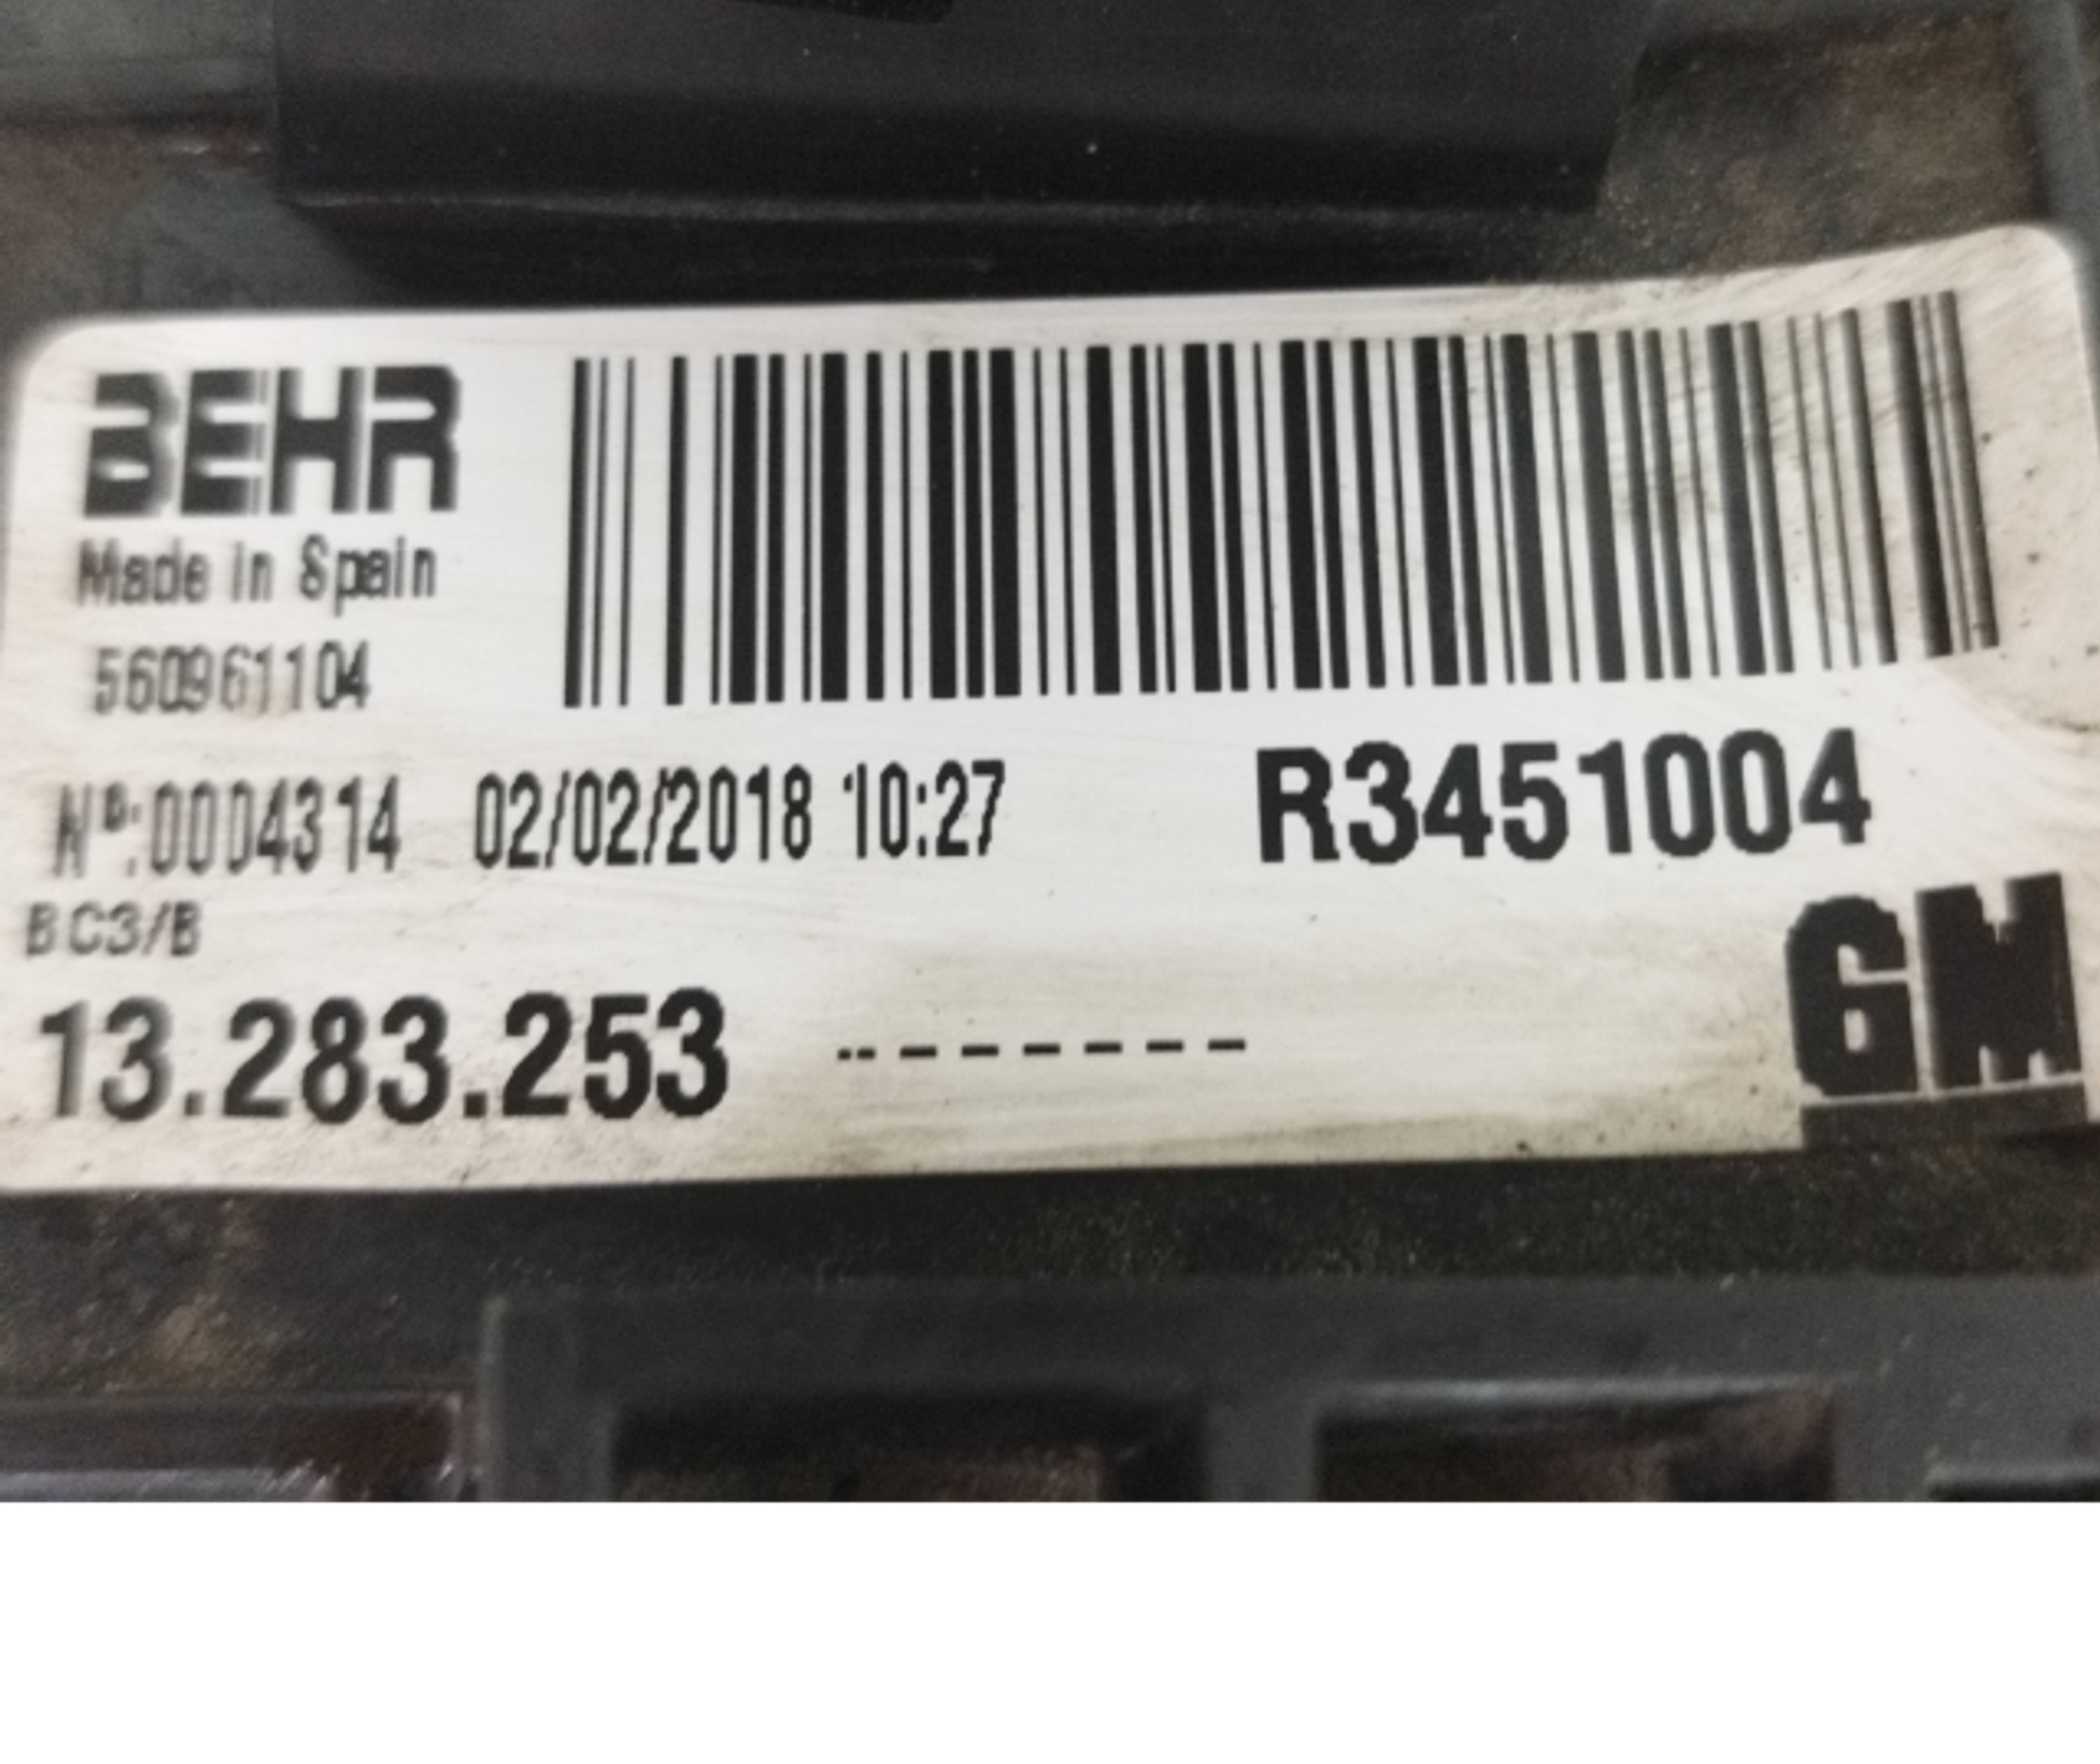 BEHR
Made in Spain
560961104
Nº:0004314 02/02/2018 10:27 R3451004
BC3/B
13.283.253 --------
GM